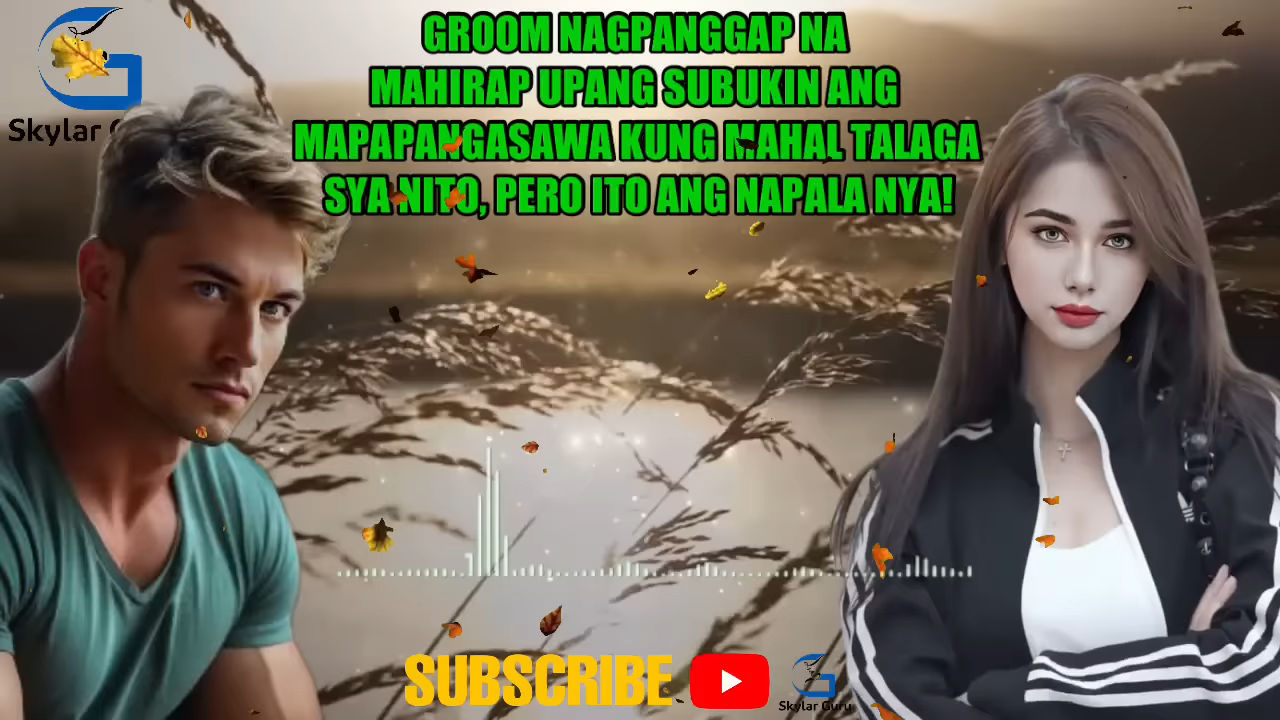 GROOM NAGPANGGAP NA
MAHIRAP UPANG SUBUKIN ANG
MAPAPANGASAWA KUNG MAHAL TALAGA
SYA NITO, PERO ITO ANG NAPALA NYA!
Skylar G
SUBSCRIBE
Skylar Guru